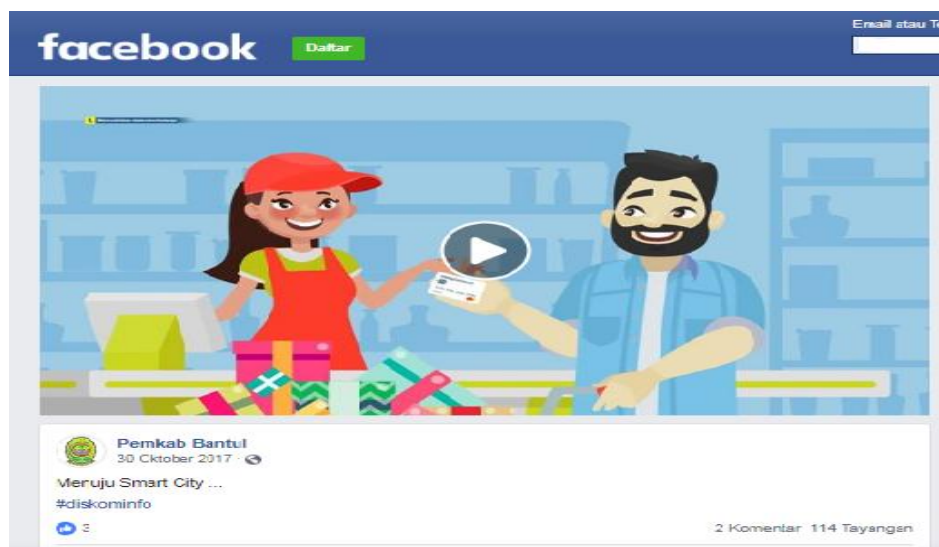 facebook
Daftar
Email atau Te
Pemkab Bantul
30 Oktober 2017
Menuju Smart City ...
#diskominfo
3
2 Komentar 114 Tayangan